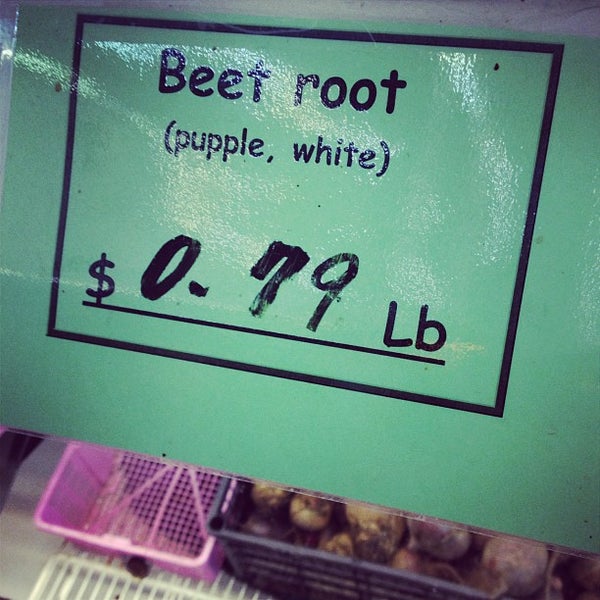 Beet root
(pupple, white)
$ 0.79 Lb